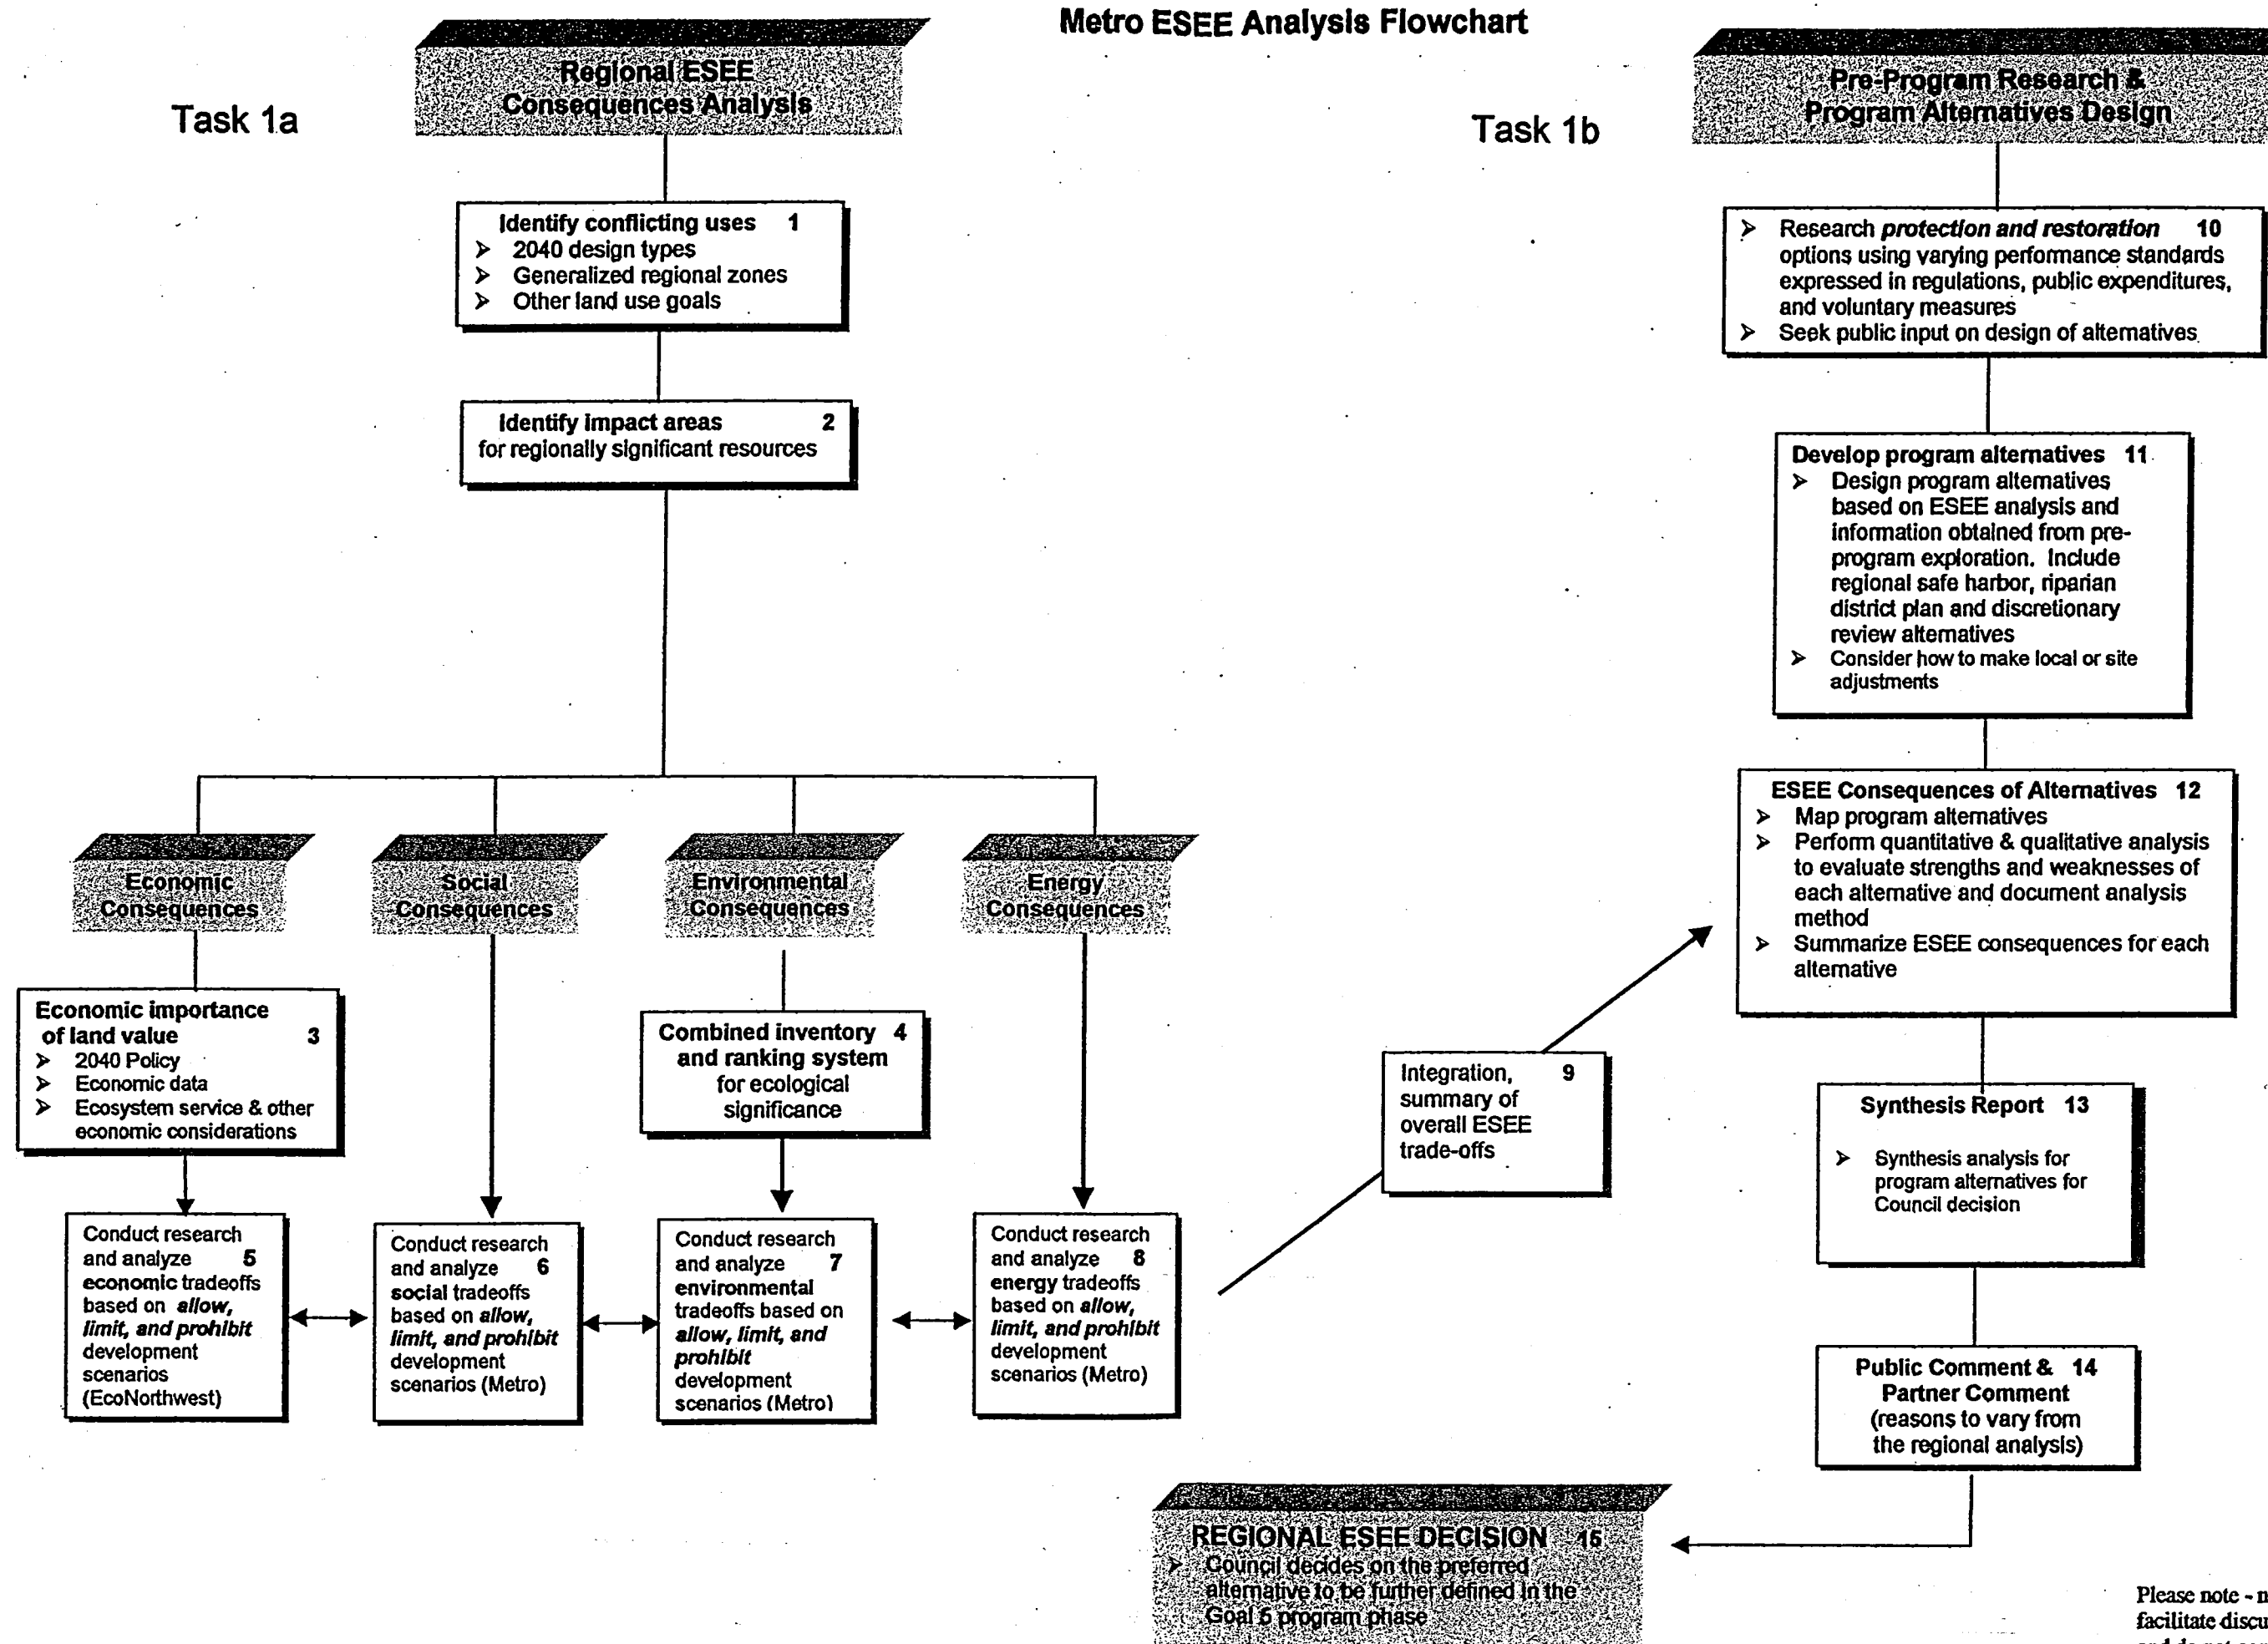 Metro ESEE Analysis Flowchart
Task 1a
Regional ESEE
Consequences Analysis
Identify conflicting uses 1
➢ 2040 design types
➢ Generalized regional zones
➢ Other land use goals
Identify impact areas 2
for regionally significant resources
Economic
Consequences
Social
Consequences
Environmental
Consequences
Energy
Consequences
Economic importance
of land value 3
➢ 2040 Policy
➢ Economic data
➢ Ecosystem service & other
economic considerations
Combined inventory 4
and ranking system
for ecological
significance
Conduct research
and analyze 5
economic tradeoffs
based on allow,
limit, and prohibit
development
scenarios
(EcoNorthwest)
Conduct research
and analyze 6
social tradeoffs
based on allow,
limit, and prohibit
development
scenarios (Metro)
Conduct research
and analyze 7
environmental
tradeoffs based on
allow, limit, and
prohibit
development
scenarios (Metro)
Conduct research
and analyze 8
energy tradeoffs
based on allow,
limit, and prohibit
development
scenarios (Metro)
Integration, 9
summary of
overall ESEE
trade-offs
Task 1b
Pre-Program Research &
Program Alternatives Design
➢ Research protection and restoration 10
options using varying performance standards
expressed in regulations, public expenditures,
and voluntary measures
➢ Seek public input on design of alternatives
Develop program alternatives 11
➢ Design program alternatives
based on ESEE analysis and
information obtained from pre-
program exploration. Include
regional safe harbor, riparian
district plan and discretionary
review alternatives
➢ Consider how to make local or site
adjustments
ESEE Consequences of Alternatives 12
➢ Map program alternatives
➢ Perform quantitative & qualitative analysis
to evaluate strengths and weaknesses of
each alternative and document analysis
method
➢ Summarize ESEE consequences for each
alternative
Synthesis Report 13
➢ Synthesis analysis for
program alternatives for
Council decision
Public Comment & 14
Partner Comment
(reasons to vary from
the regional analysis)
REGIONAL ESEE DECISION 15
➢ Council decides on the preferred
alternative to be further defined in the
Goal 5 program phase
Please note - n
facilitate discu